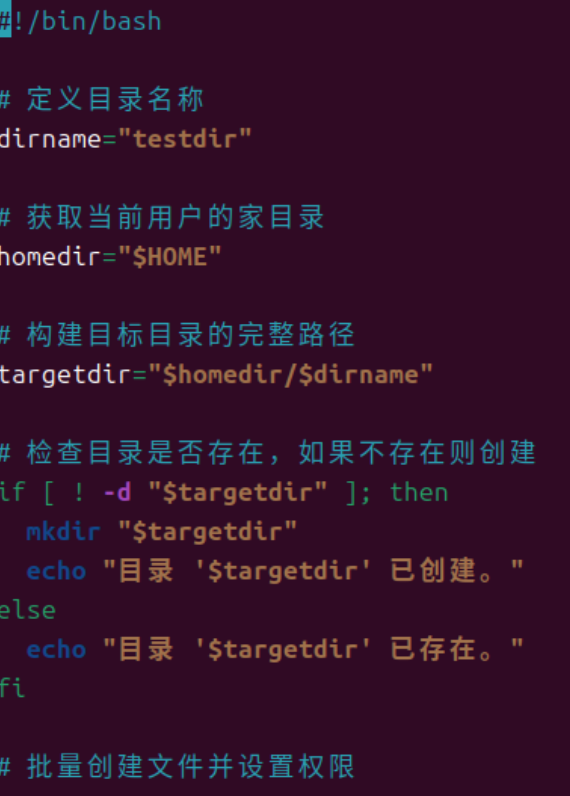 #!/bin/bash
# 定义目录名称
dirname="testdir"
# 获取当前用户的家目录
homedir="$HOME"
# 构建目标目录的完整路径
targetdir="$homedir/$dirname"
# 检查目录是否存在，如果不存在则创建
if [ ! -d "$targetdir" ]; then
  mkdir "$targetdir"
  echo "目录 '$targetdir' 已创建。"
else
  echo "目录 '$targetdir' 已存在。"
fi
# 批量创建文件并设置权限